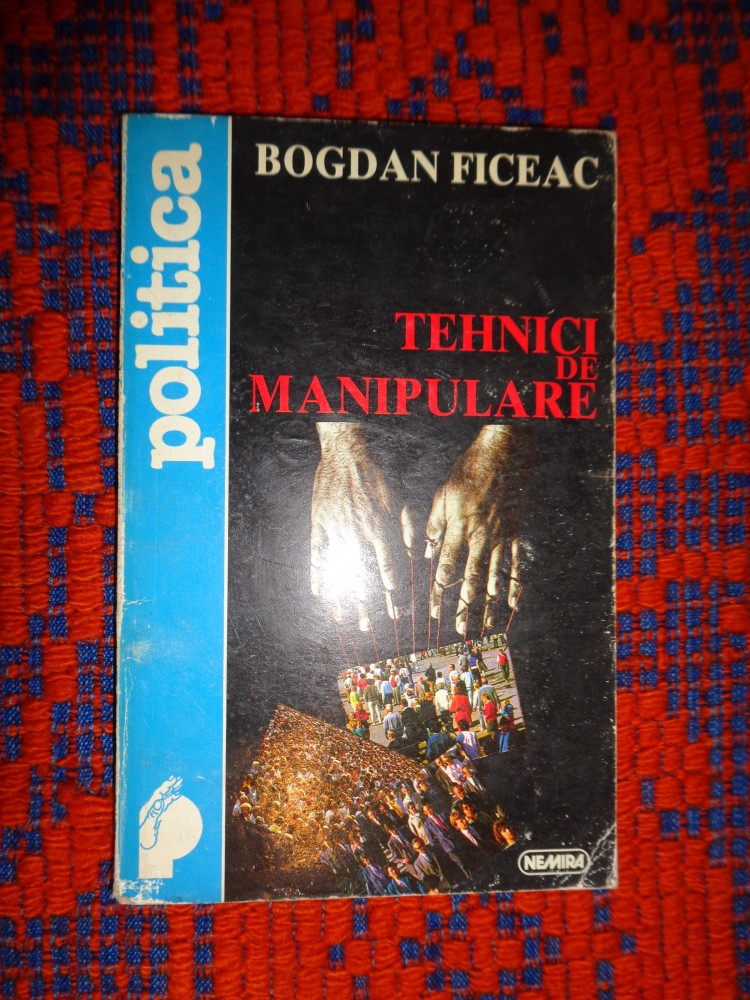 politica
BOGDAN FICEAC
TEHNICI
DE
MANIPULARE
NEMIRA